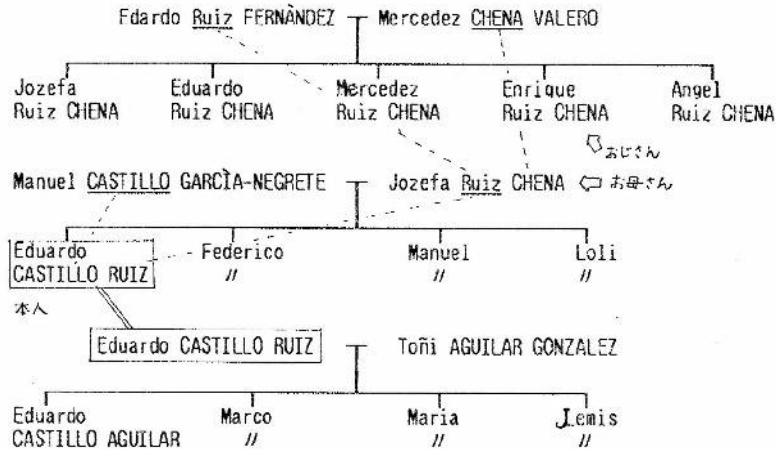 Fdardo Ruiz FERNÀNDEZ Mercedez CHENA VALERO
Jozefa Eduardo Mercedez Enrique Angel
Ruiz CHENA Ruiz CHENA Ruiz CHENA Ruiz CHENA Ruiz CHENA
⇦おじさん
Manuel CASTILLO GARCÌA-NEGRETE Jozefa Ruiz CHENA ⇦ お母さん
Eduardo Federico Manuel Loli
CASTILLO RUIZ 〃 〃 〃
本人
Eduardo CASTILLO RUIZ Toñi AGUILAR GONZALEZ
Eduardo Marco Maria Lemis
CASTILLO AGUILAR 〃 〃 〃